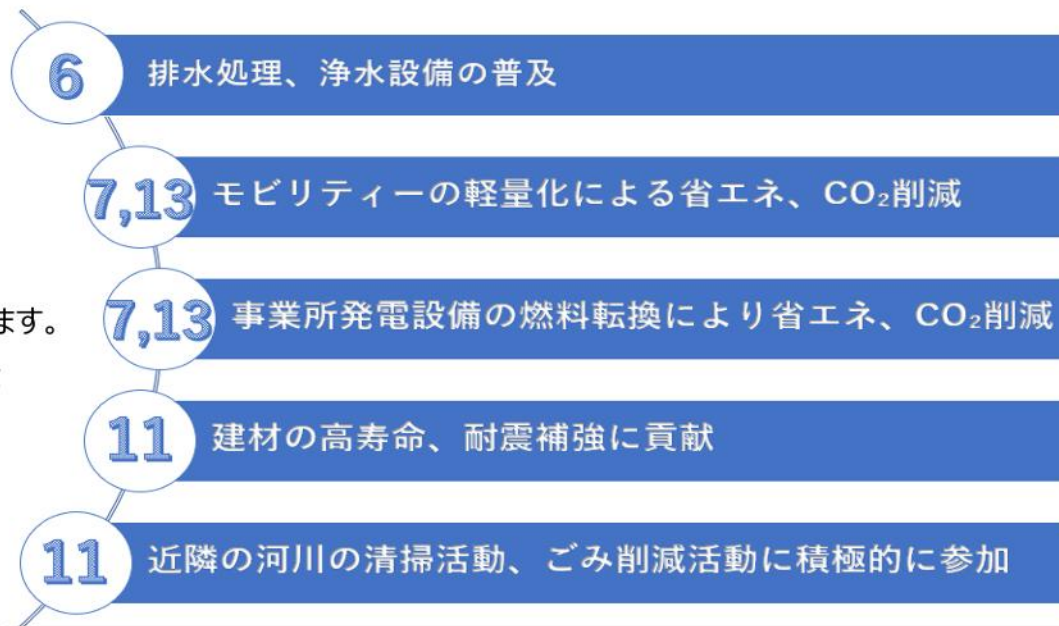 6
排水処理、浄水設備の普及
7,13
モビリティーの軽量化による省エネ、CO₂削減
ます。
7,13
事業所発電設備の燃料転換により省エネ、CO₂削減
11
建材の高寿命、耐震補強に貢献
11
近隣の河川の清掃活動、ごみ削減活動に積極的に参加